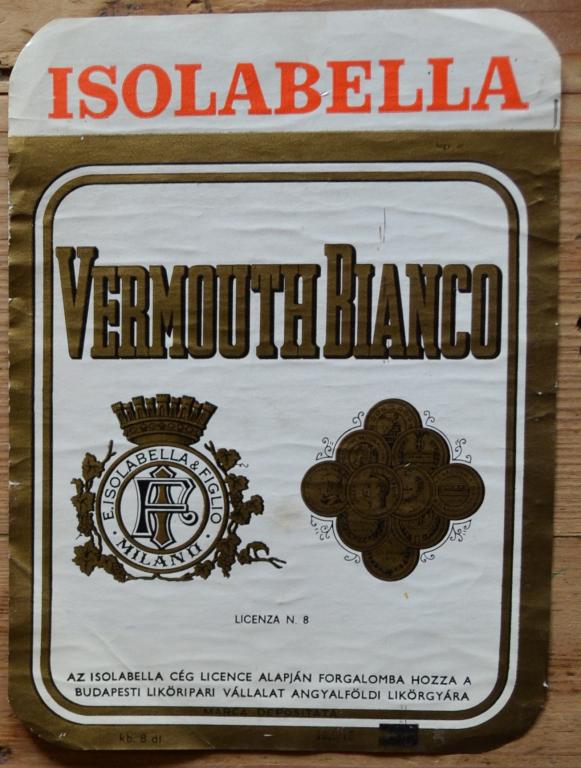 ISOLABELLA
VERMOUTH BIANCO
E. ISOLABELLA & FIGLIO
· MILANO ·
LICENZA N. 8
AZ ISOLABELLA CÉG LICENCE ALAPJÁN FORGALOMBA HOZZA A
BUDAPESTI LIKÖRIPARI VÁLLALAT ANGYALFÖLDI LIKŐRGYÁRA
MARCA DEPOSITATA
kb. 8 dl